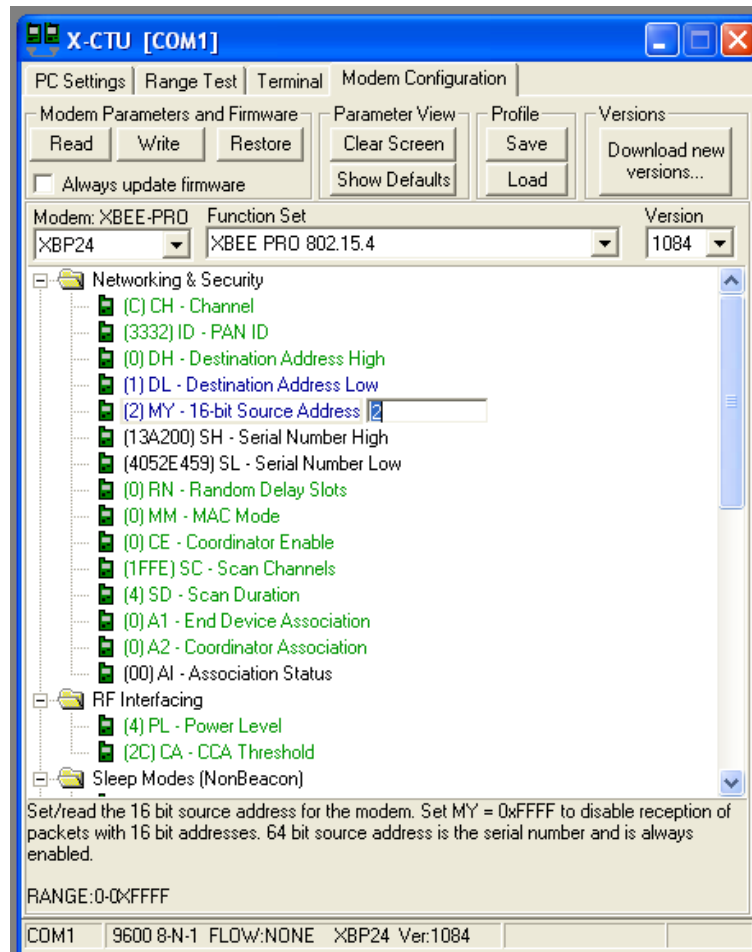 X-CTU [COM1]
PC Settings Range Test Terminal Modem Configuration
Modem Parameters and Firmware Parameter View Profile Versions
Read Write Restore Clear Screen Save Download new versions...
Always update firmware Show Defaults Load
Modem: XBEE-PRO Function Set Version
XBP24 XBEE PRO 802.15.4 1084
Networking & Security
(C) CH - Channel
(3332) ID - PAN ID
(0) DH - Destination Address High
(1) DL - Destination Address Low
(2) MY - 16-bit Source Address 2
(13A200) SH - Serial Number High
(4052E459) SL - Serial Number Low
(0) RN - Random Delay Slots
(0) MM - MAC Mode
(0) CE - Coordinator Enable
(1FFE) SC - Scan Channels
(4) SD - Scan Duration
(0) A1 - End Device Association
(0) A2 - Coordinator Association
(00) AI - Association Status
RF Interfacing
(4) PL - Power Level
(2C) CA - CCA Threshold
Sleep Modes (NonBeacon)
Set/read the 16 bit source address for the modem. Set MY = 0xFFFF to disable reception of
packets with 16 bit addresses. 64 bit source address is the serial number and is always
enabled.
RANGE:0-0XFFFF
COM1 9600 8-N-1 FLOW:NONE XBP24 Ver:1084